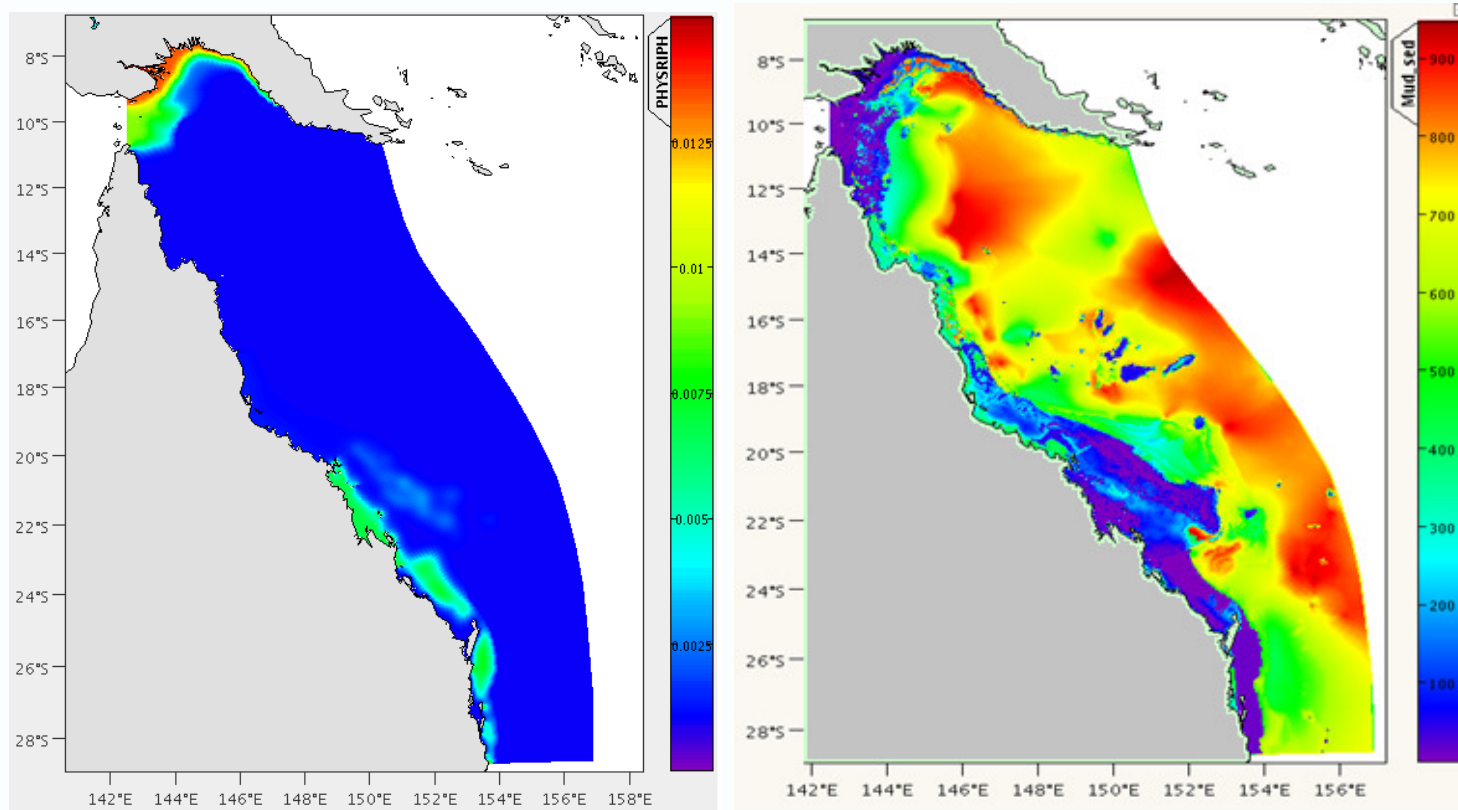 PHYSRIPH
8°S
10°S
12°S
14°S
16°S
18°S
20°S
22°S
24°S
26°S
28°S
0.0125
0.01
0.0075
0.005
0.0025
142°E 144°E 146°E 148°E 150°E 152°E 154°E 156°E 158°E
Mud_sed
8°S
10°S
12°S
14°S
16°S
18°S
20°S
22°S
24°S
26°S
28°S
900
800
700
600
500
400
300
200
100
142°E 144°E 146°E 148°E 150°E 152°E 154°E 156°E